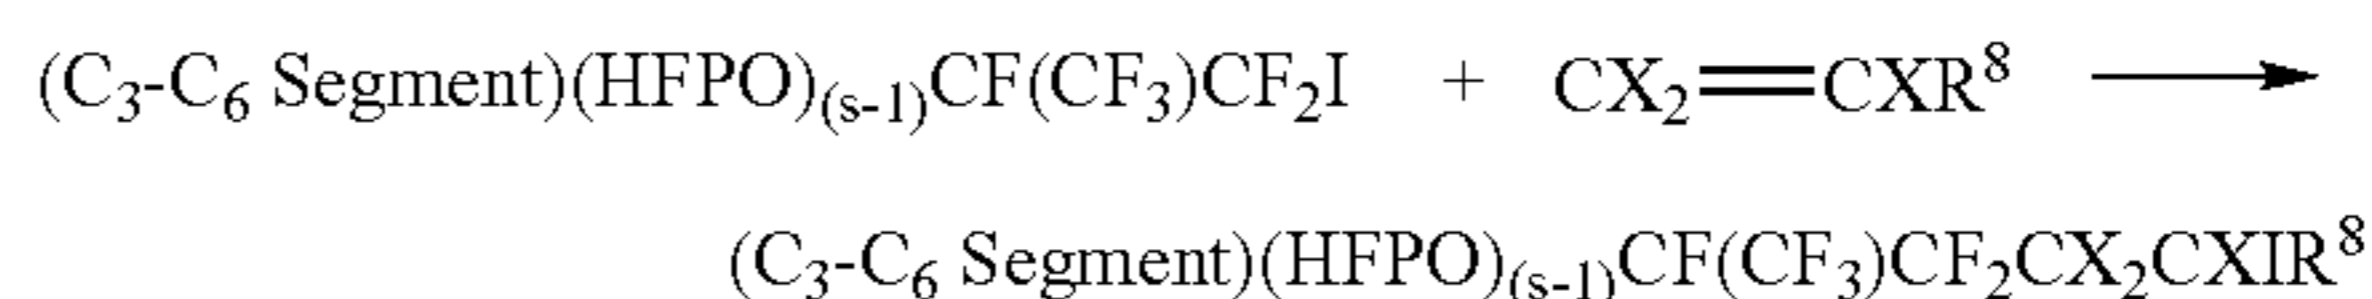 (C₃-C₆ Segment)(HFPO)₍ₛ₋₁₎CF(CF₃)CF₂I + CX₂=CXR⁸ ⟶
(C₃-C₆ Segment)(HFPO)₍ₛ₋₁₎CF(CF₃)CF₂CX₂CXIR⁸